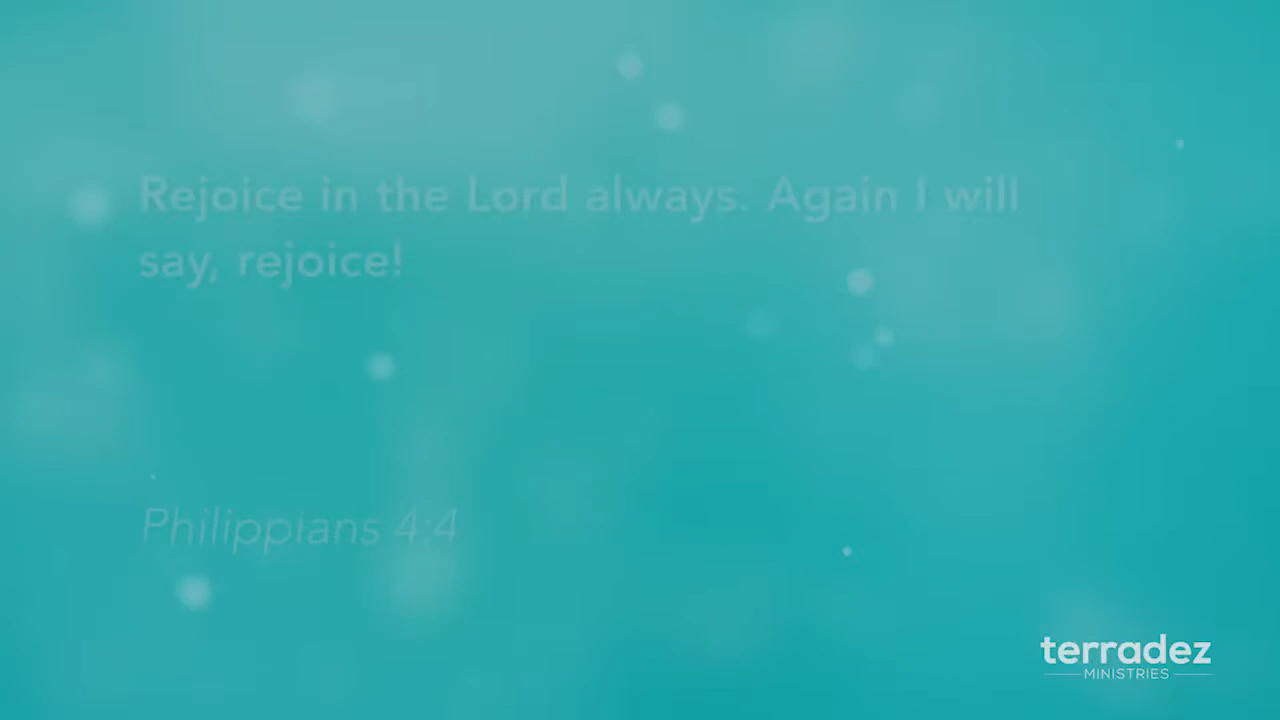 Rejoice in the Lord always. Again I will
say, rejoice!
Philippians 4:4
terradez
MINISTRIES